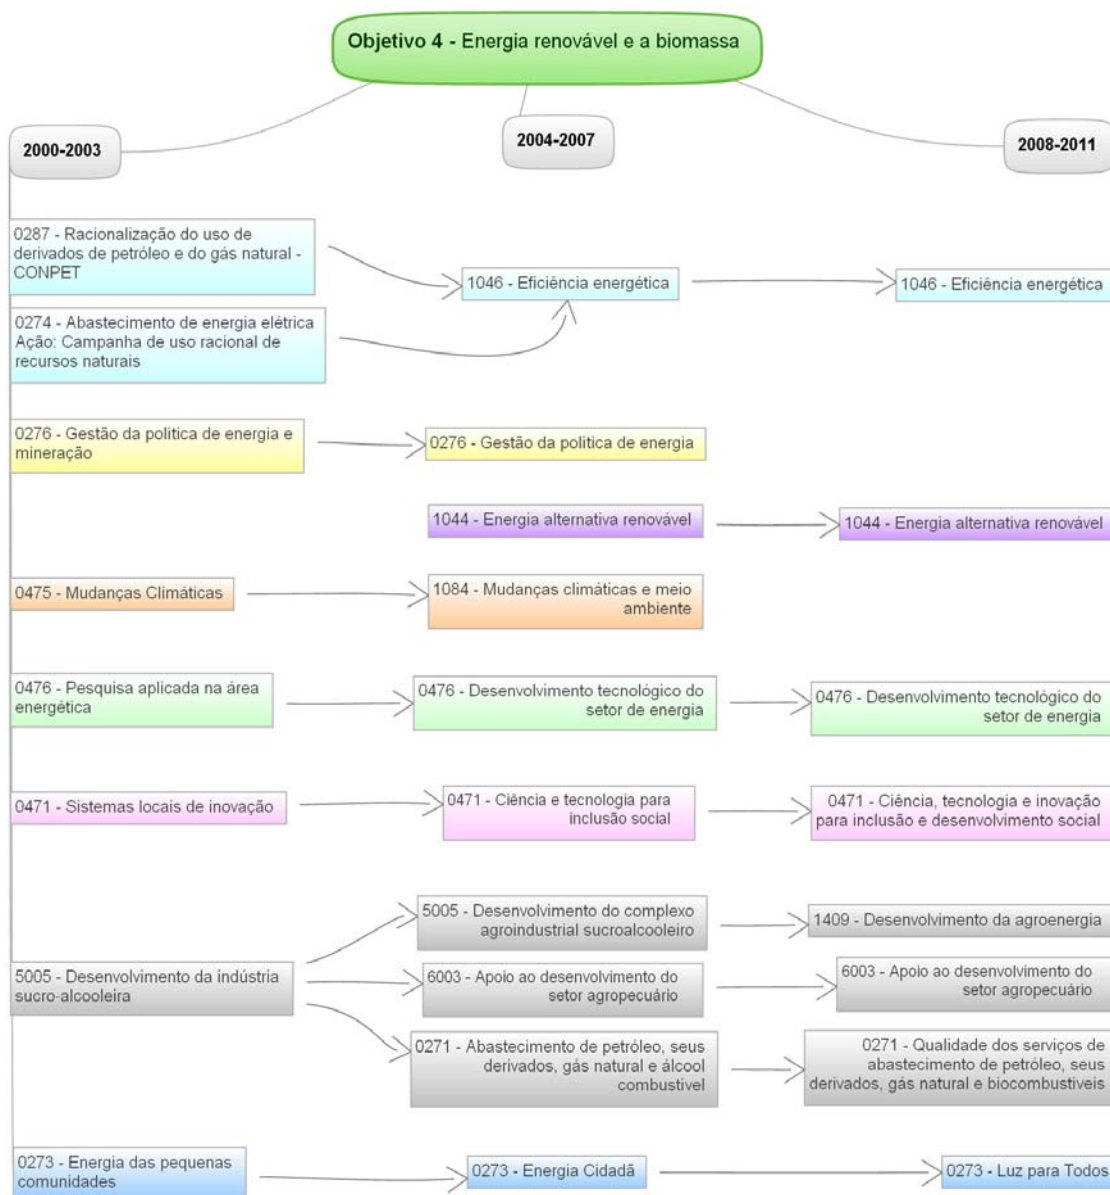 Objetivo 4 - Energia renovável e a biomassa
2000-2003
2004-2007
2008-2011
0287 - Racionalização do uso de
derivados de petróleo e do gás natural -
CONPET
1046 - Eficiência energética
1046 - Eficiência energética
0274 - Abastecimento de energia elétrica
Ação: Campanha de uso racional de
recursos naturais
0276 - Gestão da politica de energia e
mineração
0276 - Gestão da politica de energia
1044 - Energia alternativa renovável
1044 - Energia alternativa renovável
0475 - Mudanças Climáticas
1084 - Mudanças climáticas e meio
ambiente
0476 - Pesquisa aplicada na área
energética
0476 - Desenvolvimento tecnológico do
setor de energia
0476 - Desenvolvimento tecnológico do
setor de energia
0471 - Sistemas locais de inovação
0471 - Ciência e tecnologia para
inclusão social
0471 - Ciência, tecnologia e inovação
para inclusão e desenvolvimento social
5005 - Desenvolvimento da indústria
sucro-alcooleira
5005 - Desenvolvimento do complexo
agroindustrial sucroalcooleiro
1409 - Desenvolvimento da agroenergia
6003 - Apoio ao desenvolvimento do
setor agropecuário
6003 - Apoio ao desenvolvimento do
setor agropecuário
0271 - Abastecimento de petróleo, seus
derivados, gás natural e álcool
combustivel
0271 - Qualidade dos serviços de
abastecimento de petróleo, seus
derivados, gás natural e biocombustiveis
0273 - Energia das pequenas
comunidades
0273 - Energia Cidadã
0273 - Luz para Todos